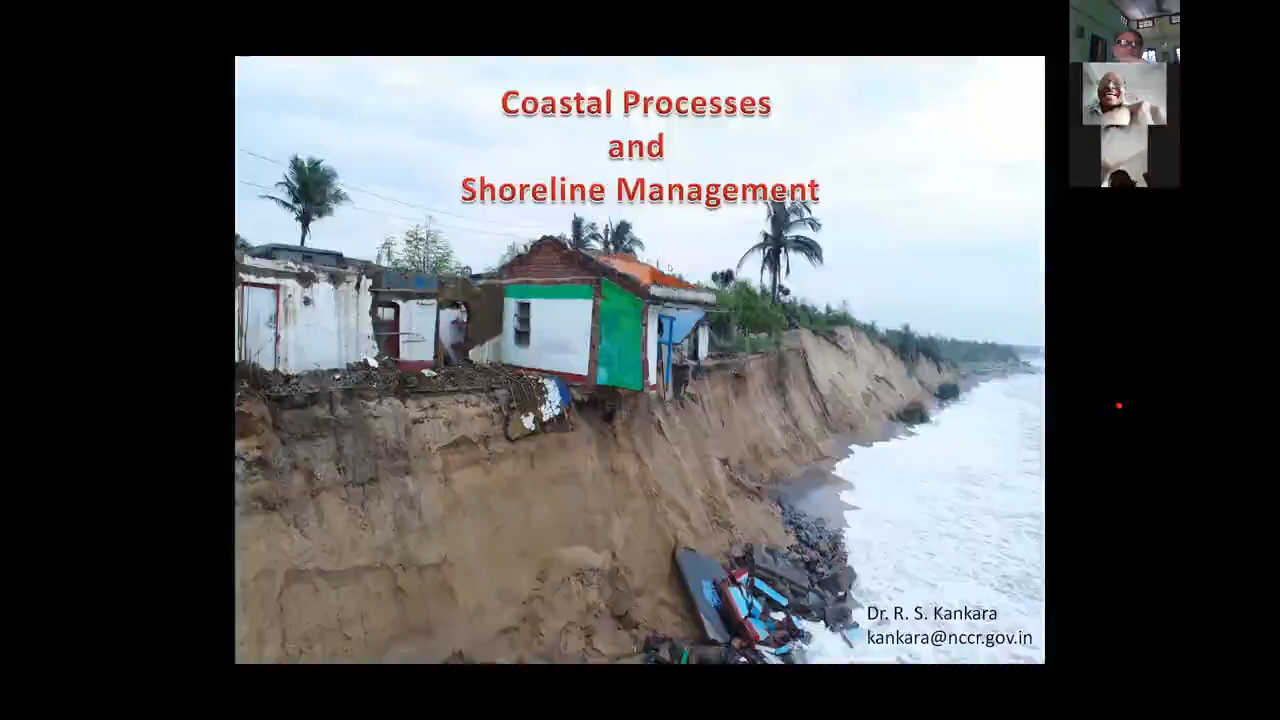 Coastal Processes
and
Shoreline Management
Dr. R. S. Kankara
kankara@nccr.gov.in